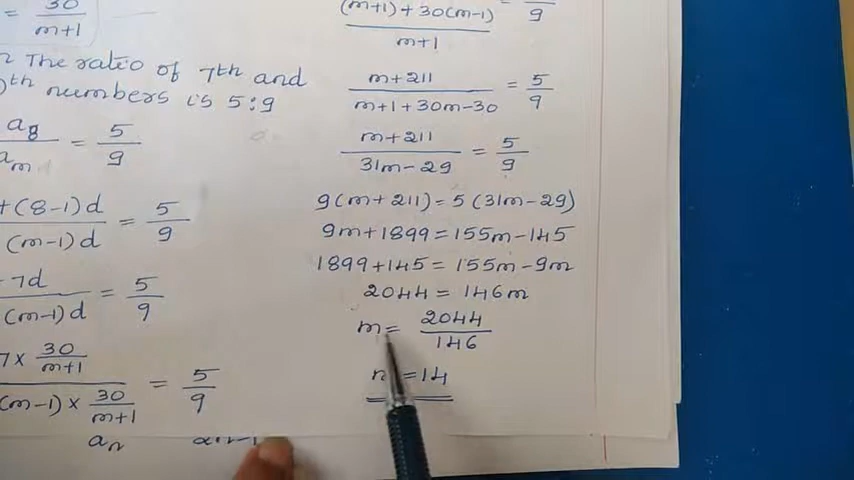 = 30/m+1
The ratio of 7th and
th numbers is 5:9
a8/am = 5/9
+(8-1)d/(m-1)d = 5/9
7d/(m-1)d = 5/9
7 × 30/m+1 / (m-1) × 30/m+1 = 5/9
an
(m+1)+30(m-1)/m+1 = /9
m+211/m+1+30m-30 = 5/9
m+211/31m-29 = 5/9
9(m+211) = 5(31m-29)
9m+1899 = 155m-145
1899+145 = 155m-9m
2044 = 146m
m = 2044/146
=14